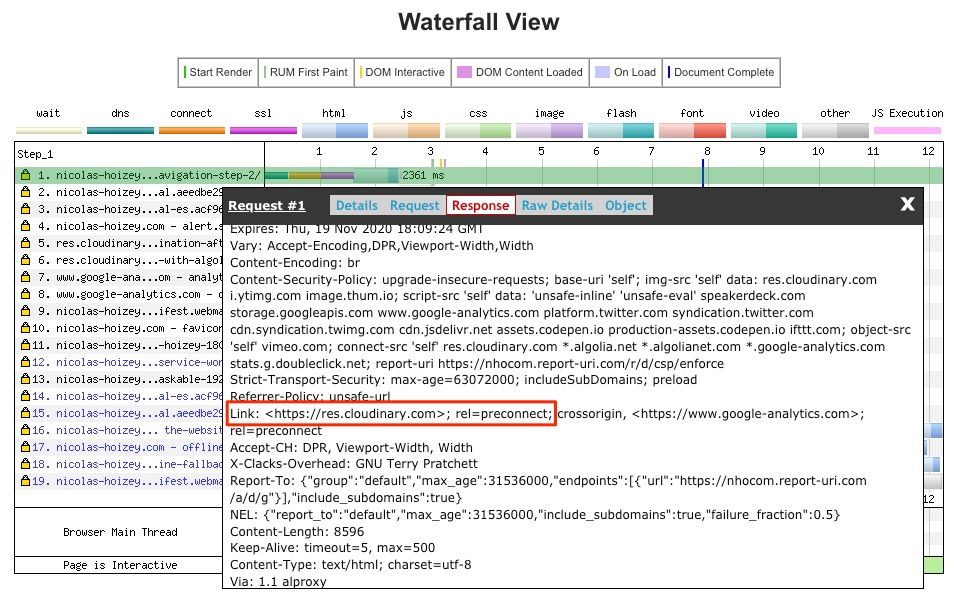 Waterfall View
Start Render RUM First Paint DOM Interactive DOM Content Loaded On Load Document Complete
wait dns connect ssl html js css image flash font video other JS Execution
Step_1 1 2 3 4 5 6 7 8 9 10 11 12
1. nicolas-hoizey...avigation-step-2/ 2361 ms
Request #1 Details Request Response Raw Details Object X
2. nicolas-hoizey...al.aeedbe29
3. nicolas-hoizey...al-es.acf96
4. nicolas-hoizey.com - alert.s
5. res.cloudinary...ination-aft
6. res.cloudinary...-with-algol
7. www.google-ana...om - analyt
8. www.google-analytics.com - c
9. nicolas-hoizey...ifest.webma
10. nicolas-hoizey.com - favicon
11. nicolas-hoizey...-hoizey-180
12. nicolas-hoizey...service-wor
13. nicolas-hoizey...askable-192
14. nicolas-hoizey...al-es.acf96
15. nicolas-hoizey...al.aeedbe29
16. nicolas-hoizey... the-websit
17. nicolas-hoizey.com - offline
18. nicolas-hoizey...ine-fallbac
19. nicolas-hoizey...ifest.webma
Expires: Thu, 19 Nov 2020 18:09:24 GMT
Vary: Accept-Encoding,DPR,Viewport-Width,Width
Content-Encoding: br
Content-Security-Policy: upgrade-insecure-requests; base-uri 'self'; img-src 'self' data: res.cloudinary.com
i.ytimg.com image.thum.io; script-src 'self' data: 'unsafe-inline' 'unsafe-eval' speakerdeck.com
storage.googleapis.com www.google-analytics.com platform.twitter.com syndication.twitter.com
cdn.syndication.twimg.com cdn.jsdelivr.net assets.codepen.io production-assets.codepen.io ifttt.com; object-src
'self' vimeo.com; connect-src 'self' res.cloudinary.com *.algolia.net *.algolianet.com *.google-analytics.com
stats.g.doubleclick.net; report-uri https://nhocom.report-uri.com/r/d/csp/enforce
Strict-Transport-Security: max-age=63072000; includeSubDomains; preload
Referrer-Policy: unsafe-url
Link: <https://res.cloudinary.com>; rel=preconnect; crossorigin, <https://www.google-analytics.com>;
rel=preconnect
Accept-CH: DPR, Viewport-Width, Width
X-Clacks-Overhead: GNU Terry Pratchett
Report-To: {"group":"default","max_age":31536000,"endpoints":[{"url":"https://nhocom.report-uri.com
/a/d/g"}],"include_subdomains":true}
NEL: {"report_to":"default","max_age":31536000,"include_subdomains":true,"failure_fraction":0.5}
Content-Length: 8596
Keep-Alive: timeout=5, max=500
Content-Type: text/html; charset=utf-8
Via: 1.1 alproxy
12
Browser Main Thread
Page is Interactive